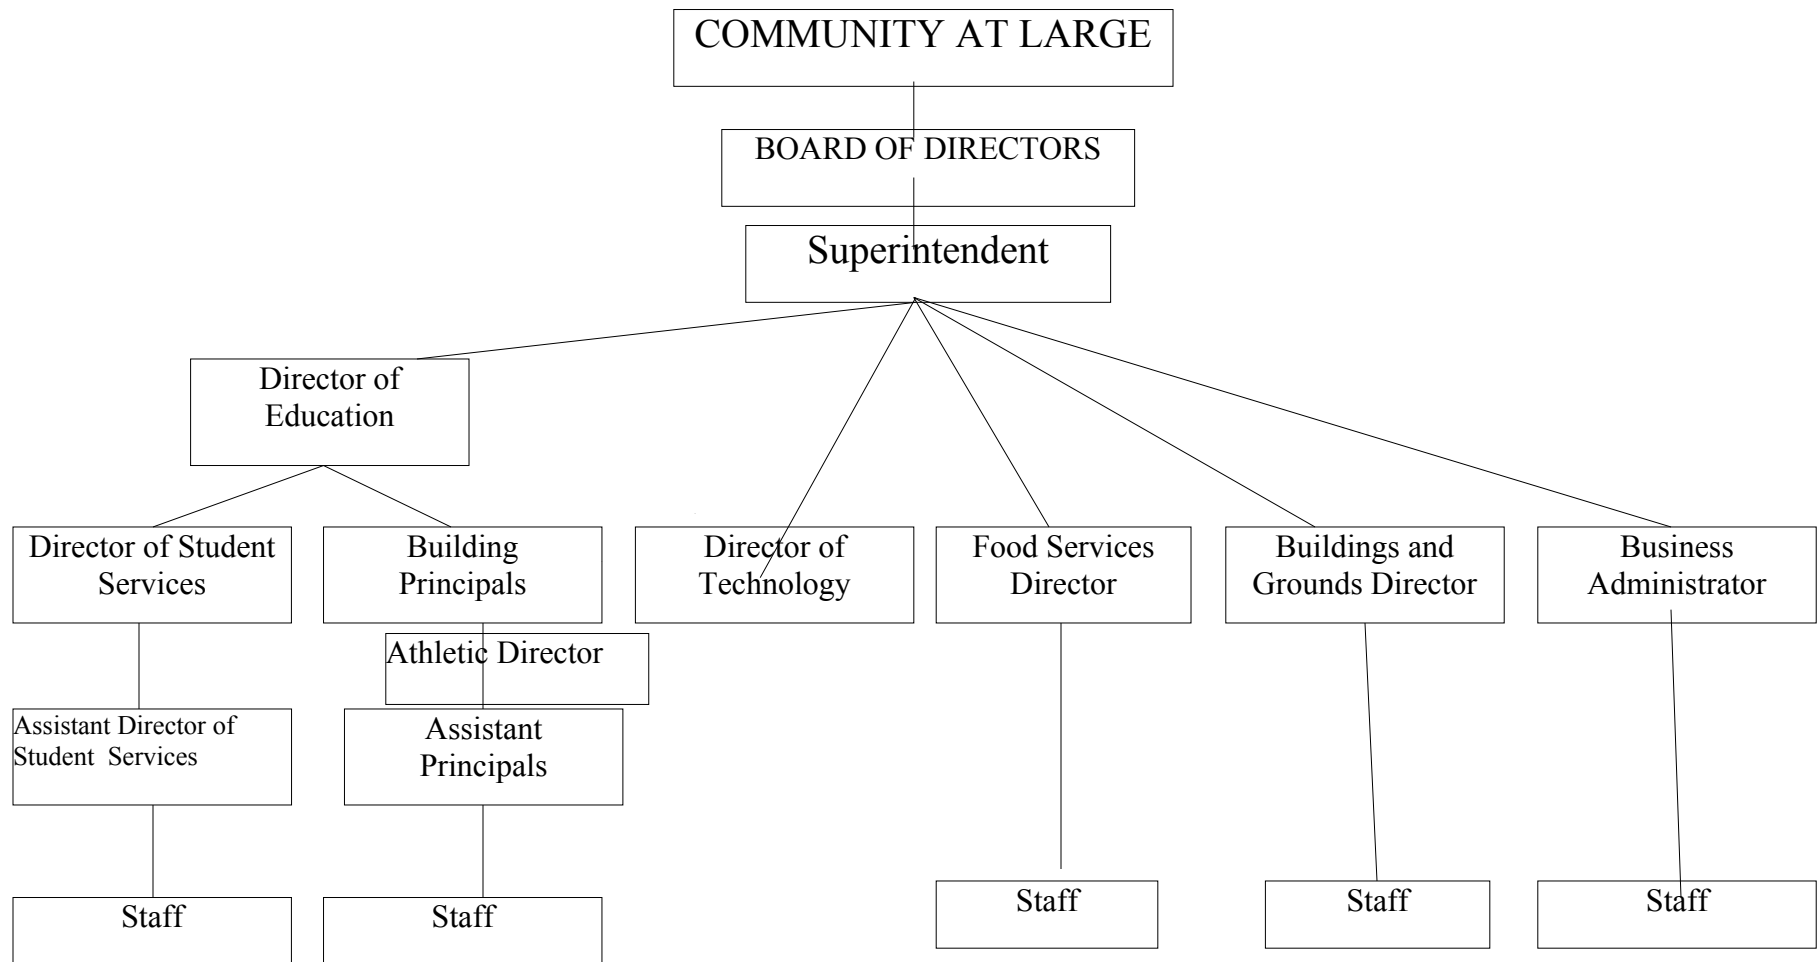 COMMUNITY AT LARGE
BOARD OF DIRECTORS
Superintendent
Director of
Education
Director of Student
Services
Building
Principals
Director of
Technology
Food Services
Director
Buildings and
Grounds Director
Business
Administrator
Athletic Director
Assistant Director of
Student  Services
Assistant
Principals
Staff
Staff
Staff
Staff
Staff